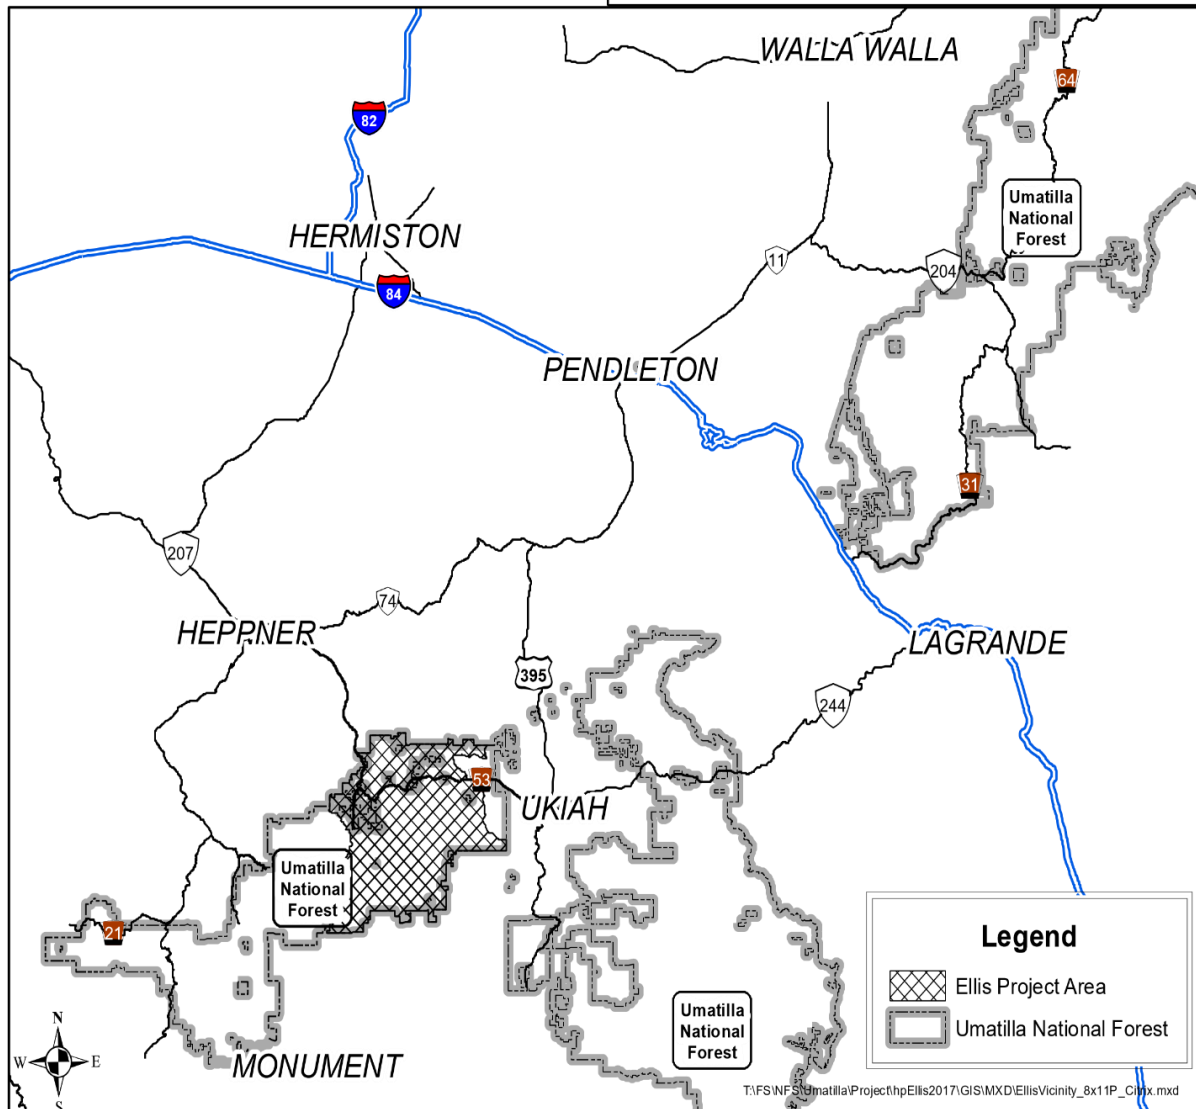 WALLA WALLA
64
82
Umatilla
National
Forest
HERMISTON
11
204
84
PENDLETON
31
207
74
HEPPNER
LAGRANDE
395
244
53
UKIAH
Umatilla
National
Forest
21
Legend
Ellis Project Area
Umatilla National Forest
Umatilla
National
Forest
N
W E
S
MONUMENT